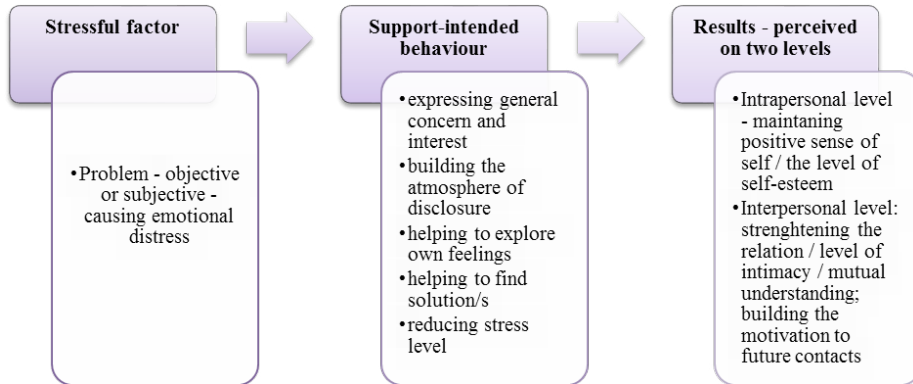 Stressful factor
•Problem - objective
or subjective -
causing emotional
distress
Support-intended
behaviour
•expressing general
concern and
interest
•building the
atmosphere of
disclosure
•helping to explore
own feelings
•helping to find
solution/s
•reducing stress
level
Results - perceived
on two levels
•Intrapersonal level
- maintaning
positive sense of
self / the level of
self-esteem
•Interpersonal level:
strenghtening the
relation / level of
intimacy / mutual
understanding;
building the
motivation to
future contacts